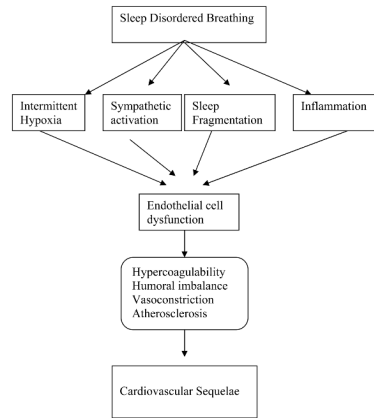 Sleep Disordered Breathing
Intermittent
Hypoxia
Sympathetic
activation
Sleep
Fragmentation
Inflammation
Endothelial cell
dysfunction
Hypercoagulability
Humoral imbalance
Vasoconstriction
Atherosclerosis
Cardiovascular Sequelae